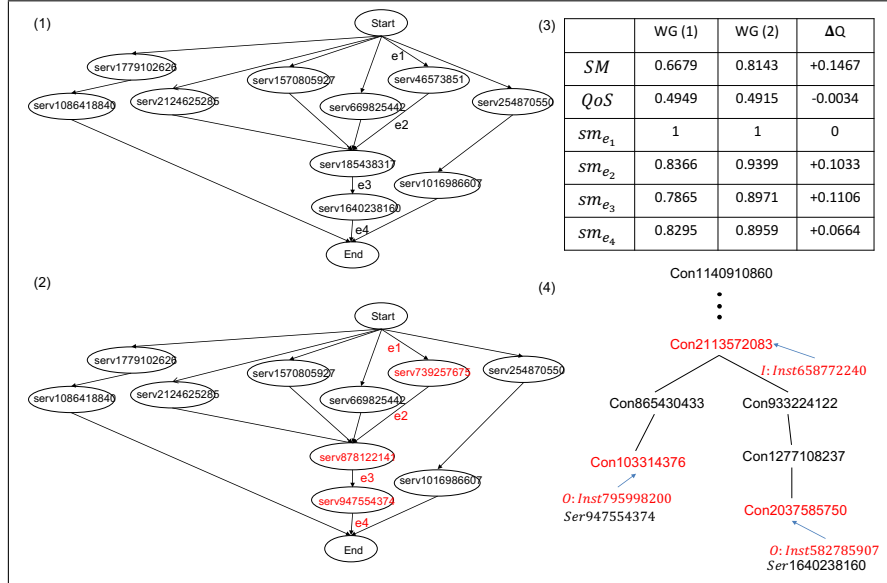 (1)
Start
e1
serv1779102626
serv1570805927
serv46573851
serv1086418840
serv2124625285
serv669825442
serv254870550
e2
serv185438317
e3
serv1016986607
serv1640238160
e4
End
(2)
Start
e1
serv1779102626
serv1570805927
serv739257675
serv254870550
serv1086418840
serv2124625285
serv669825442
e2
serv878122141
e3
serv1016986607
serv947554374
e4
End
(3)
WG (1) WG (2) ΔQ
SM 0.6679 0.8143 +0.1467
QoS 0.4949 0.4915 -0.0034
sm_e1 1 1 0
sm_e2 0.8366 0.9399 +0.1033
sm_e3 0.7865 0.8971 +0.1106
sm_e4 0.8295 0.8959 +0.0664
(4)
Con1140910860
Con2113572083
I: Inst658772240
Con865430433
Con933224122
Con103314376
Con1277108237
O: Inst795998200
Ser947554374
Con2037585750
O: Inst582785907
Ser1640238160